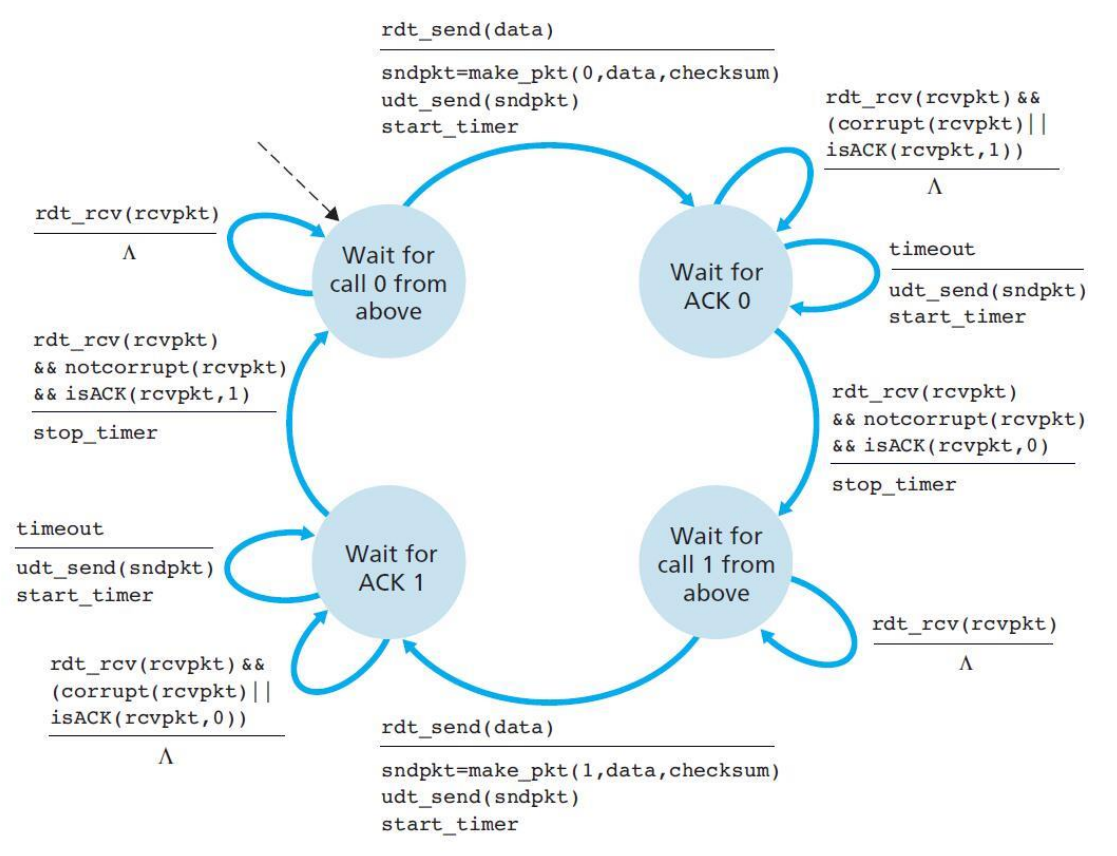 rdt_send(data)
sndpkt=make_pkt(0,data,checksum)
udt_send(sndpkt)
start_timer
rdt_rcv(rcvpkt) &&
(corrupt(rcvpkt)||
isACK(rcvpkt,1))
Λ
rdt_rcv(rcvpkt)
Λ
Wait for
call 0 from
above
Wait for
ACK 0
timeout
udt_send(sndpkt)
start_timer
rdt_rcv(rcvpkt)
&& notcorrupt(rcvpkt)
&& isACK(rcvpkt,1)
stop_timer
rdt_rcv(rcvpkt)
&& notcorrupt(rcvpkt)
&& isACK(rcvpkt,0)
stop_timer
timeout
udt_send(sndpkt)
start_timer
Wait for
ACK 1
Wait for
call 1 from
above
rdt_rcv(rcvpkt)
Λ
rdt_rcv(rcvpkt) &&
(corrupt(rcvpkt)||
isACK(rcvpkt,0))
Λ
rdt_send(data)
sndpkt=make_pkt(1,data,checksum)
udt_send(sndpkt)
start_timer